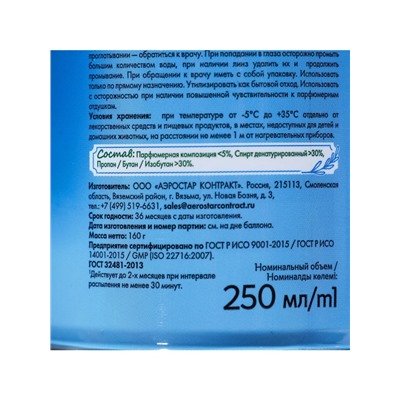 проглатывании – обратиться к врачу. При попадании в глаза осторожно промыть
большим количеством воды, при наличии линз удалить их и продолжить
промывание. При обращении к врачу иметь с собой упаковку. Использовать
только по прямому назначению. Утилизировать как бытовой отход. Использовать
с осторожностью при наличии повышенной чувствительности к парфюмерным
отдушкам.
Условия хранения: при температуре от -5°С до +35°С отдельно от
лекарственных средств и пищевых продуктов, в местах, недоступных для детей и
домашних животных, на расстоянии не менее 1 м от нагревательных приборов.
Состав: Парфюмерная композиция <5%, Спирт денатурированный >30%,
Пропан / Бутан / Изобутан >30%.
Изготовитель: ООО «АЭРОСТАР КОНТРАКТ». Россия, 215113, Смоленская
область, Вяземский район, г. Вязьма, ул. Новая Бозня, д. 3,
тел.: +7 (499) 519-6631, sales@aerostarcontract.ru
Срок годности: 36 месяцев с даты изготовления.
Дата изготовления и номер партии: см. на дне баллона.
Масса нетто: 160 г
Предприятие сертифицировано по ГОСТ Р ИСО 9001-2015 / ГОСТ Р ИСО
14001-2015 / GMP (ISO 22716:2007).
ГОСТ 32481-2013
¹Действует до 2-х месяцев при интервале
распыления не менее 30 минут.
Номинальный объем /
Номиналды көлемі:
250 мл/ml